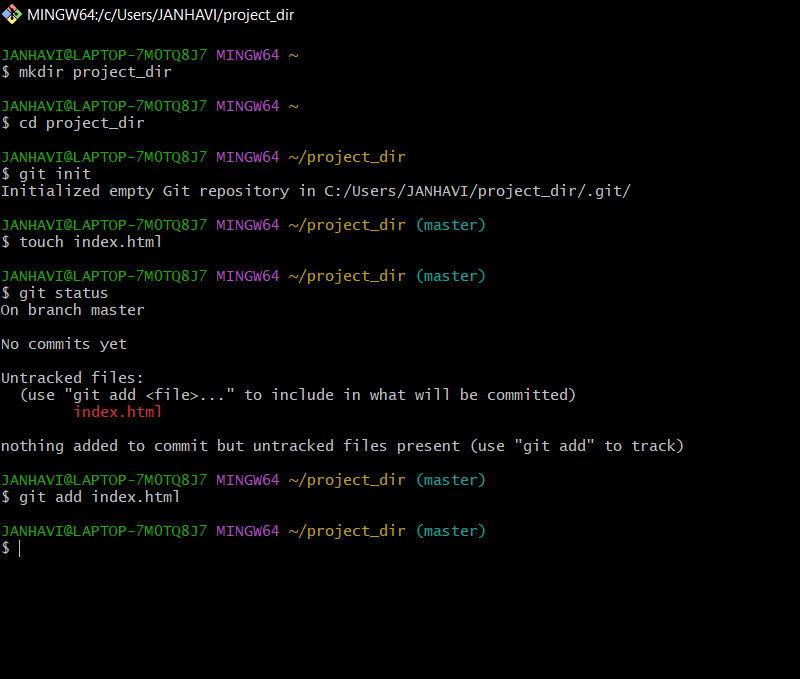 MINGW64:/c/Users/JANHAVI/project_dir
JANHAVI@LAPTOP-7M0TQ8J7 MINGW64 ~
$ mkdir project_dir
JANHAVI@LAPTOP-7M0TQ8J7 MINGW64 ~
$ cd project_dir
JANHAVI@LAPTOP-7M0TQ8J7 MINGW64 ~/project_dir
$ git init
Initialized empty Git repository in C:/Users/JANHAVI/project_dir/.git/
JANHAVI@LAPTOP-7M0TQ8J7 MINGW64 ~/project_dir (master)
$ touch index.html
JANHAVI@LAPTOP-7M0TQ8J7 MINGW64 ~/project_dir (master)
$ git status
On branch master
No commits yet
Untracked files:
  (use "git add <file>..." to include in what will be committed)
        index.html
nothing added to commit but untracked files present (use "git add" to track)
JANHAVI@LAPTOP-7M0TQ8J7 MINGW64 ~/project_dir (master)
$ git add index.html
JANHAVI@LAPTOP-7M0TQ8J7 MINGW64 ~/project_dir (master)
$